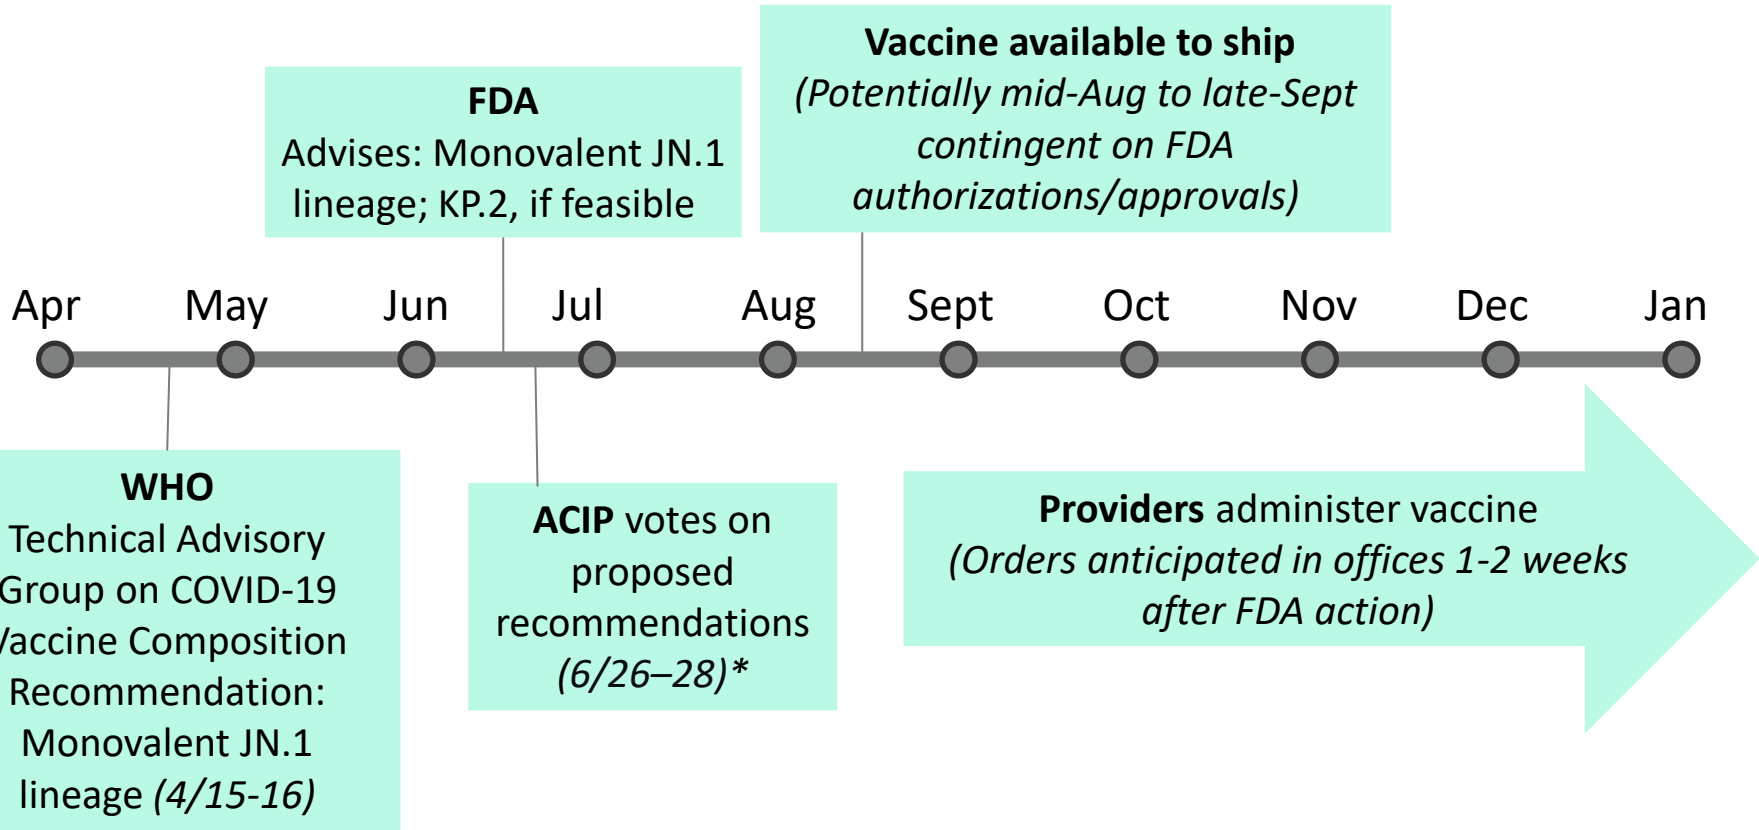 Vaccine available to ship
(Potentially mid-Aug to late-Sept
contingent on FDA
authorizations/approvals)
FDA
Advises: Monovalent JN.1
lineage; KP.2, if feasible
Apr May Jun Jul Aug Sept Oct Nov Dec Jan
WHO
Technical Advisory
Group on COVID-19
Vaccine Composition
Recommendation:
Monovalent JN.1
lineage (4/15-16)
ACIP votes on
proposed
recommendations
(6/26–28)*
Providers administer vaccine
(Orders anticipated in offices 1-2 weeks
after FDA action)